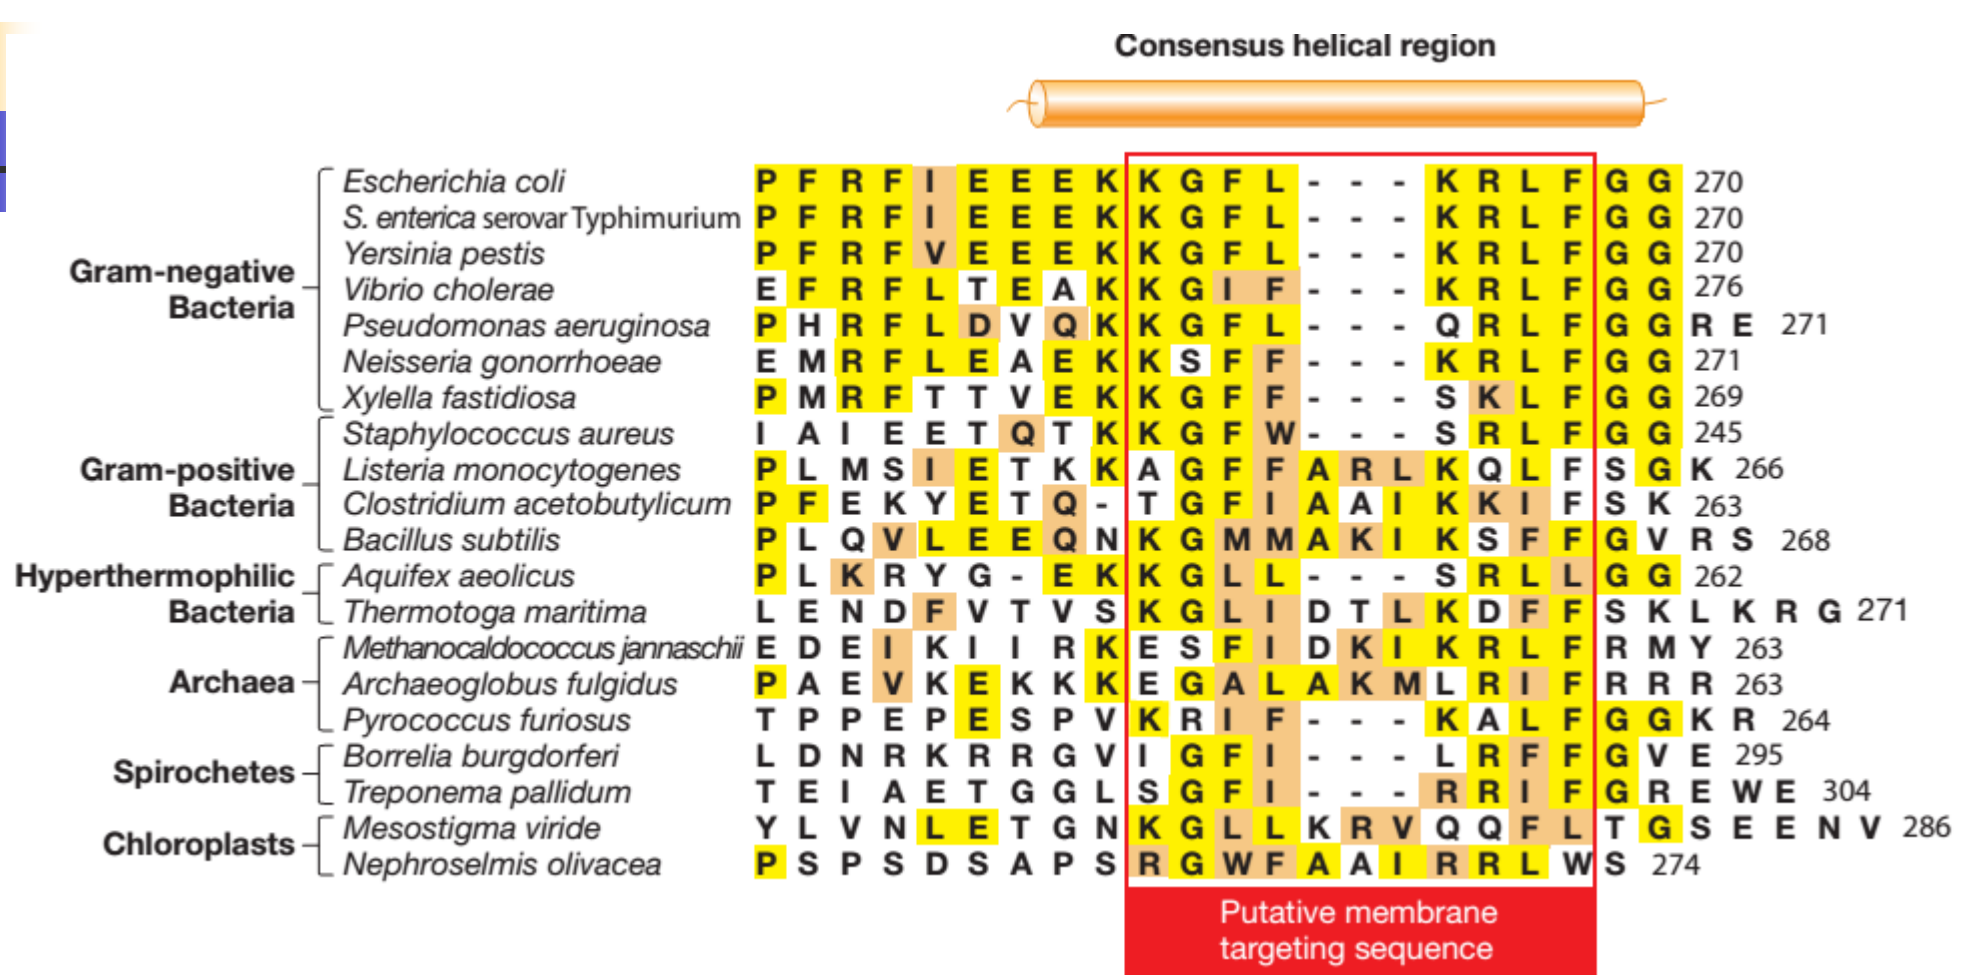 Consensus helical region
Gram-negative
Bacteria
Escherichia coli P F R F I E E E K K G F L - - - K R L F G G 270
S. enterica serovar Typhimurium P F R F I E E E K K G F L - - - K R L F G G 270
Yersinia pestis P F R F V E E E K K G F L - - - K R L F G G 270
Vibrio cholerae E F R F L T E A K K G I F - - - K R L F G G 276
Pseudomonas aeruginosa P H R F L D V Q K K G F L - - - Q R L F G G R E 271
Neisseria gonorrhoeae E M R F L E A E K K S F F - - - K R L F G G 271
Xylella fastidiosa P M R F T T V E K K G F F - - - S K L F G G 269
Gram-positive
Bacteria
Staphylococcus aureus I A I E E T Q T K K G F W - - - S R L F G G 245
Listeria monocytogenes P L M S I E T K K A G F F A R L K Q L F S G K 266
Clostridium acetobutylicum P F E K Y E T Q - T G F I A A I K K I F S K 263
Bacillus subtilis P L Q V L E E Q N K G M M A K I K S F F G V R S 268
Hyperthermophilic
Bacteria
Aquifex aeolicus P L K R Y G - E K K G L L - - - S R L L G G 262
Thermotoga maritima L E N D F V T V S K G L I D T L K D F F S K L K R G 271
Archaea
Methanocaldococcus jannaschii E D E I K I I R K E S F I D K I K R L F R M Y 263
Archaeoglobus fulgidus P A E V K E K K K E G A L A K M L R I F R R R 263
Pyrococcus furiosus T P P E P E S P V K R I F - - - K A L F G G K R 264
Spirochetes
Borrelia burgdorferi L D N R K R R G V I G F I - - - L R F F G V E 295
Treponema pallidum T E I A E T G G L S G F I - - - R R I F G R E W E 304
Chloroplasts
Mesostigma viride Y L V N L E T G N K G L L K R V Q Q F L T G S E E N V 286
Nephroselmis olivacea P S P S D S A P S R G W F A A I R R L W S 274
Putative membrane
targeting sequence